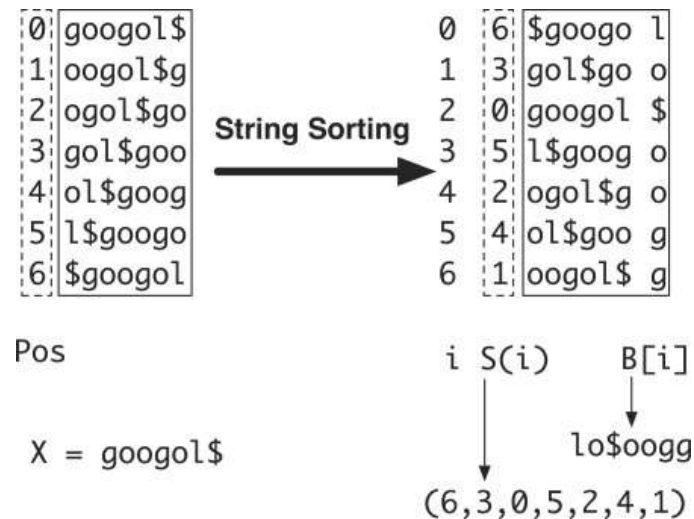 0 googol$ 0 6 $googo l
1 oogol$g 1 3 gol$go o
2 ogol$go 2 0 googol $
String Sorting
3 gol$goo 3 5 l$goog o
4 ol$goog 4 2 ogol$g o
5 l$googo 5 4 ol$goo g
6 $googol 6 1 oogol$ g
Pos i S(i) B[i]
X = googol$ lo$oogg
(6,3,0,5,2,4,1)